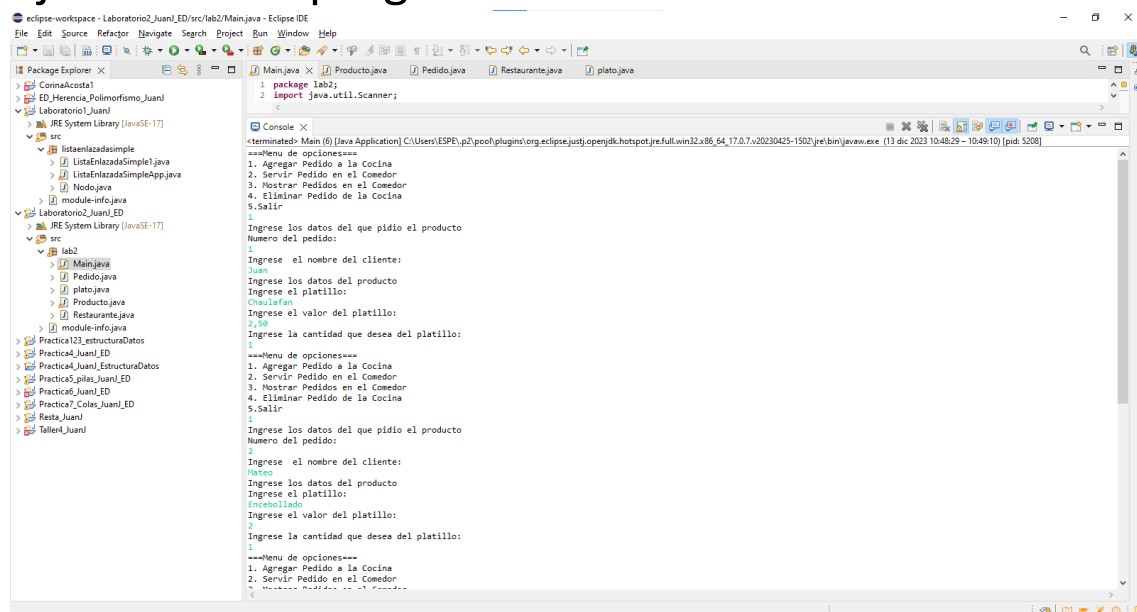 eclipse-workspace - Laboratorio2_JuanJ_ED/src/lab2/Main.java - Eclipse IDE
File Edit Source Refactor Navigate Search Project Run Window Help
Package Explorer
CorinaAcosta1
ED_Herencia_Polimorfismo_JuanJ
Laboratorio1_JuanJ
JRE System Library [JavaSE-17]
src
listaenlazadasimple
ListaEnlazadaSimple1.java
ListaEnlazadaSimpleApp.java
Nodo.java
module-info.java
Laboratorio2_JuanJ_ED
JRE System Library [JavaSE-17]
src
lab2
Main.java
Pedido.java
plato.java
Producto.java
Restaurante.java
module-info.java
Practica123_estructuraDatos
Practica4_JuanJ_ED
Practica4_JuanJ_EstructuraDatos
Practica5_pilas_JuanJ_ED
Practica6_JuanJ_ED
Practica7_Colas_JuanJ_ED
Resta_JuanJ
Taller4_JuanJ
Main.java Producto.java Pedido.java Restaurante.java plato.java
1 package lab2;
2 import java.util.Scanner;
Console
<terminated> Main (6) [Java Application] C:\Users\ESPE\.p2\pool\plugins\org.eclipse.justj.openjdk.hotspot.jre.full.win32.x86_64_17.0.7.v20230425-1502\jre\bin\javaw.exe (13 dic 2023 10:48:29 – 10:49:10) [pid: 5208]
===Menu de opciones===
1. Agregar Pedido a la Cocina
2. Servir Pedido en el Comedor
3. Mostrar Pedidos en el Comedor
4. Eliminar Pedido de la Cocina
5.Salir
1
Ingrese los datos del que pidio el producto
Numero del pedido:
1
Ingrese  el nombre del cliente:
Juan
Ingrese los datos del producto
Ingrese el platillo:
Chaulafan
Ingrese el valor del platillo:
2,50
Ingrese la cantidad que desea del platillo:
1
===Menu de opciones===
1. Agregar Pedido a la Cocina
2. Servir Pedido en el Comedor
3. Mostrar Pedidos en el Comedor
4. Eliminar Pedido de la Cocina
5.Salir
1
Ingrese los datos del que pidio el producto
Numero del pedido:
2
Ingrese  el nombre del cliente:
Mateo
Ingrese los datos del producto
Ingrese el platillo:
Encebollado
Ingrese el valor del platillo:
2
Ingrese la cantidad que desea del platillo:
1
===Menu de opciones===
1. Agregar Pedido a la Cocina
2. Servir Pedido en el Comedor